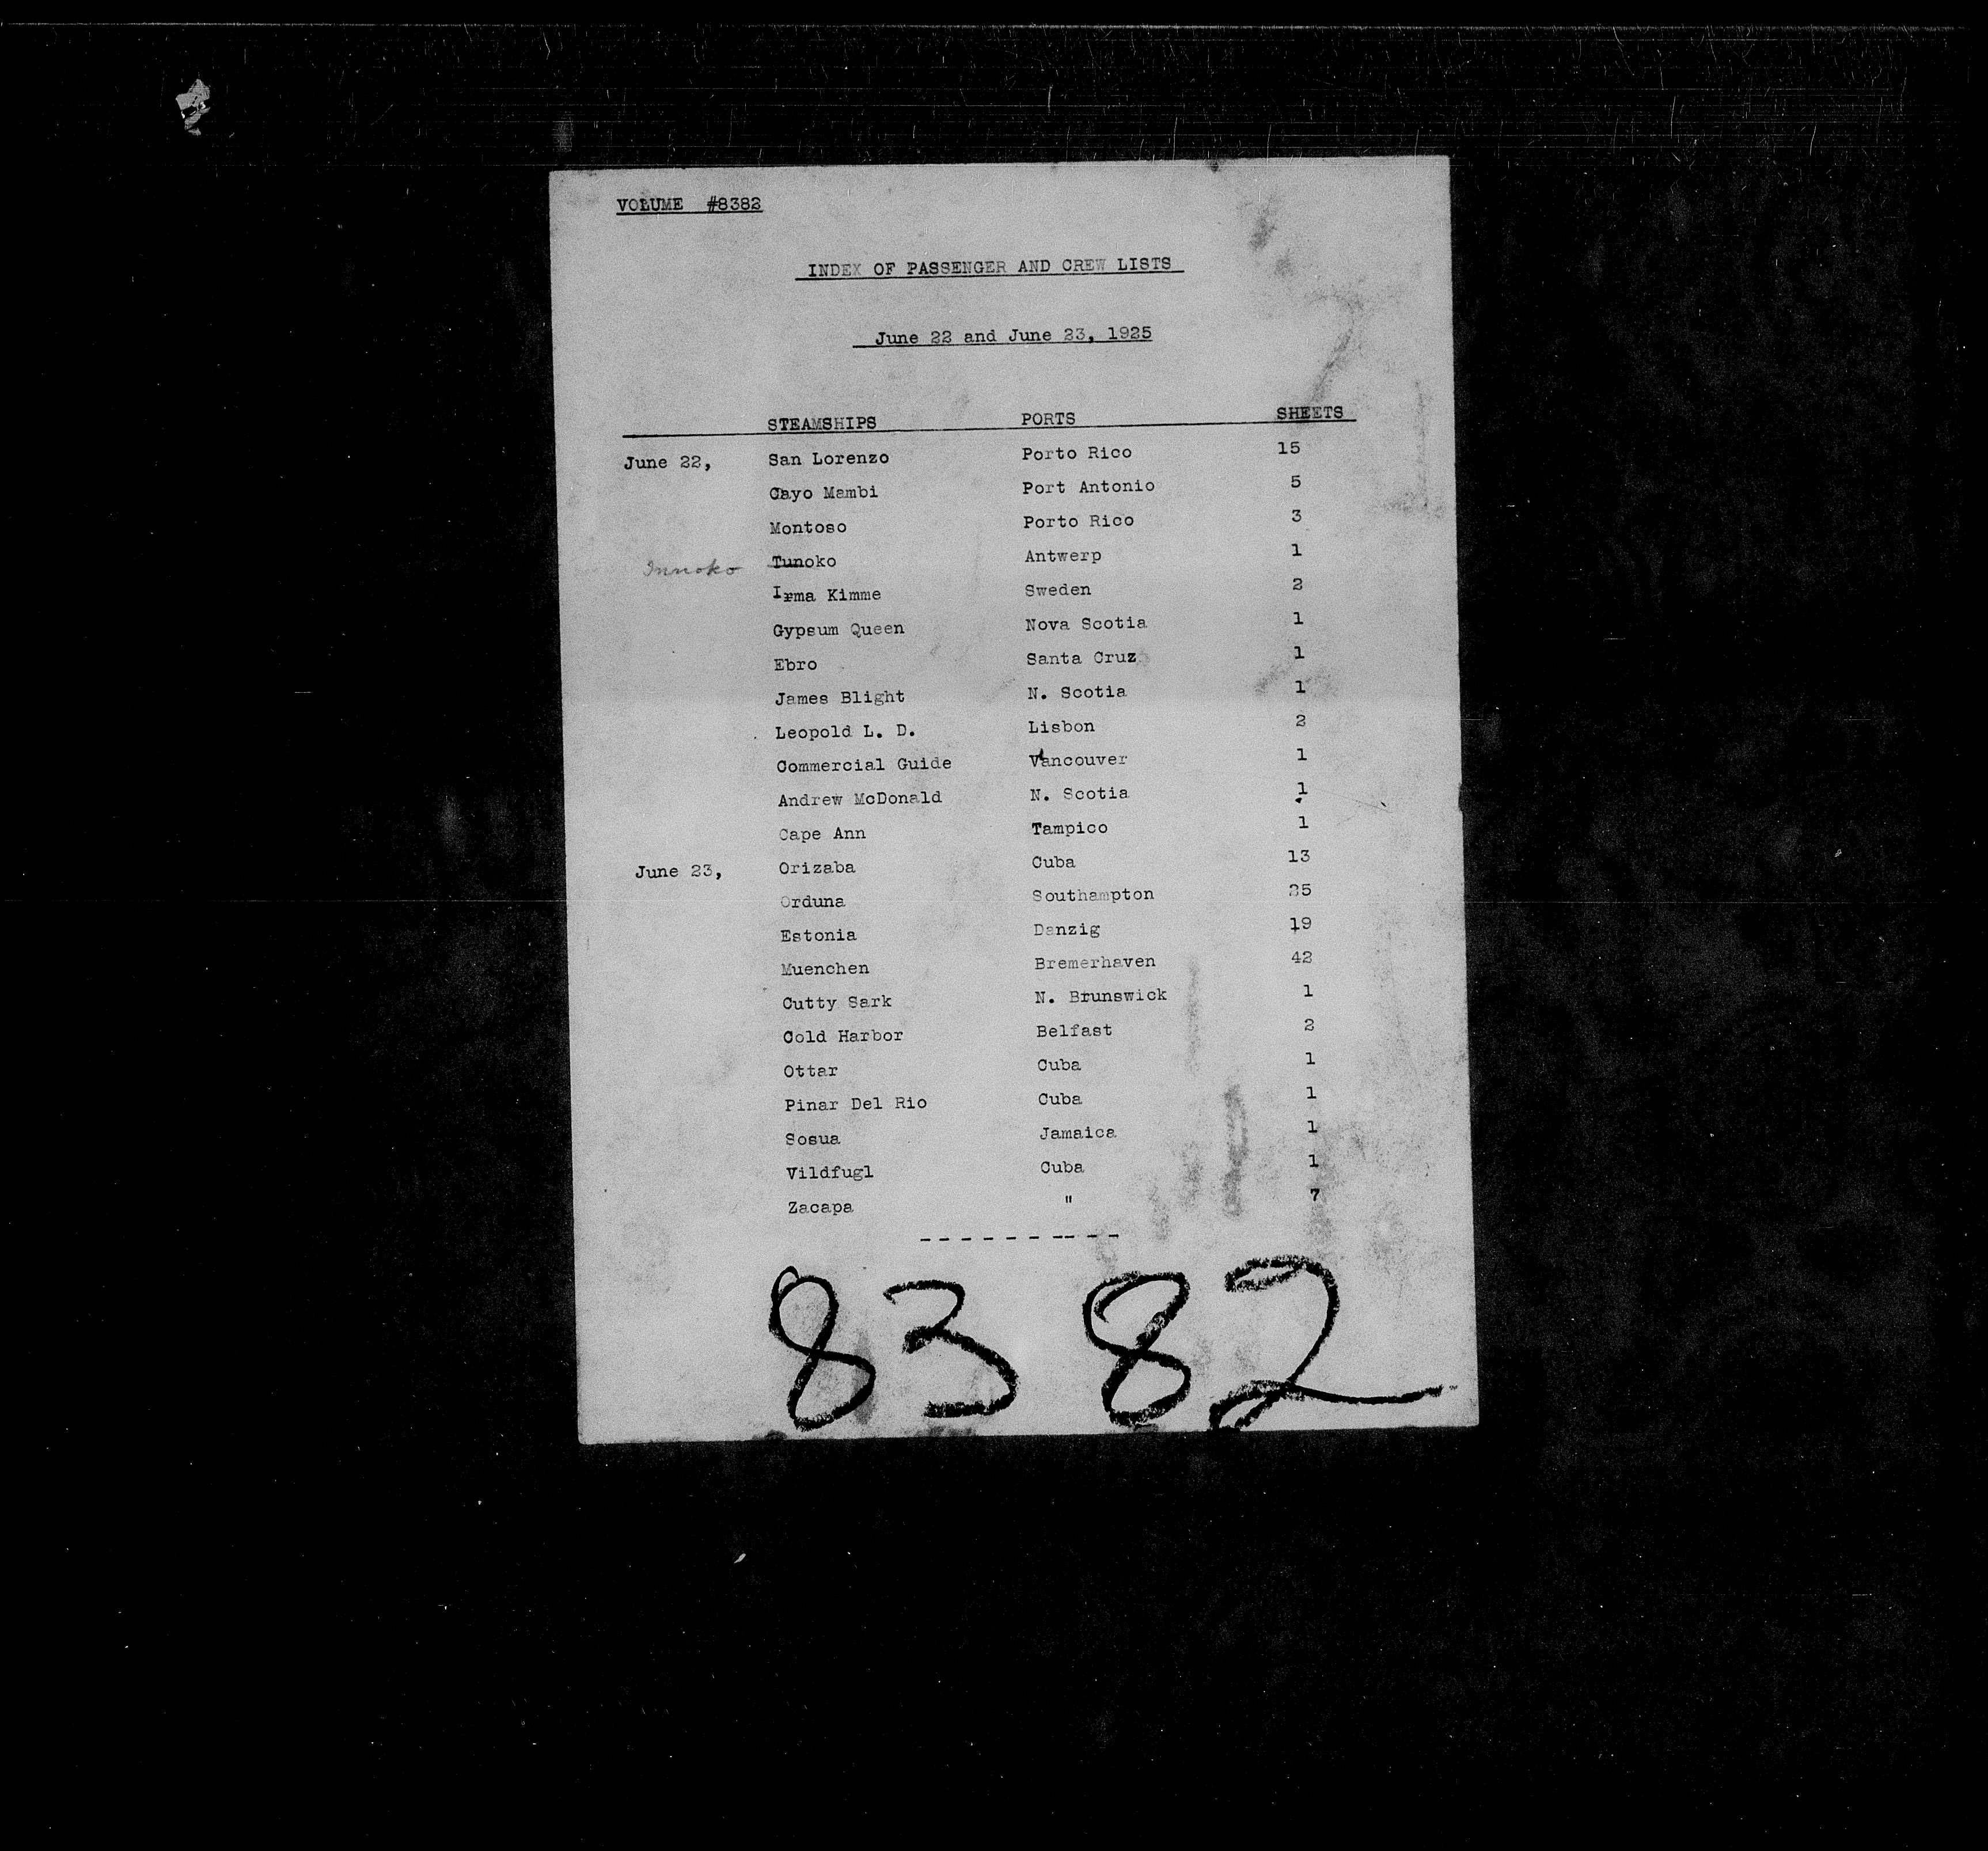 VOLUME #8382
INDEX OF PASSENGER AND CREW LISTS
June 22 and June 23, 1925
STEAMSHIPS PORTS SHEETS
June 22, San Lorenzo Porto Rico 15
Cayo Mambi Port Antonio 5
Montoso Porto Rico 3
Innoko Tunoko Antwerp 1
Irma Kimme Sweden 2
Gypsum Queen Nova Scotia 1
Ebro Santa Cruz 1
James Blight N. Scotia 1
Leopold L. D. Lisbon 2
Commercial Guide Vancouver 1
Andrew McDonald N. Scotia 1
Cape Ann Tampico 1
June 23, Orizaba Cuba 13
Orduna Southampton 25
Estonia Danzig 19
Muenchen Bremerhaven 42
Cutty Sark N. Brunswick 1
Cold Harbor Belfast 2
Ottar Cuba 1
Pinar Del Rio Cuba 1
Sosua Jamaica 1
Vildfugl Cuba 1
Zacapa " 7
- - - - - - - - - -
8382